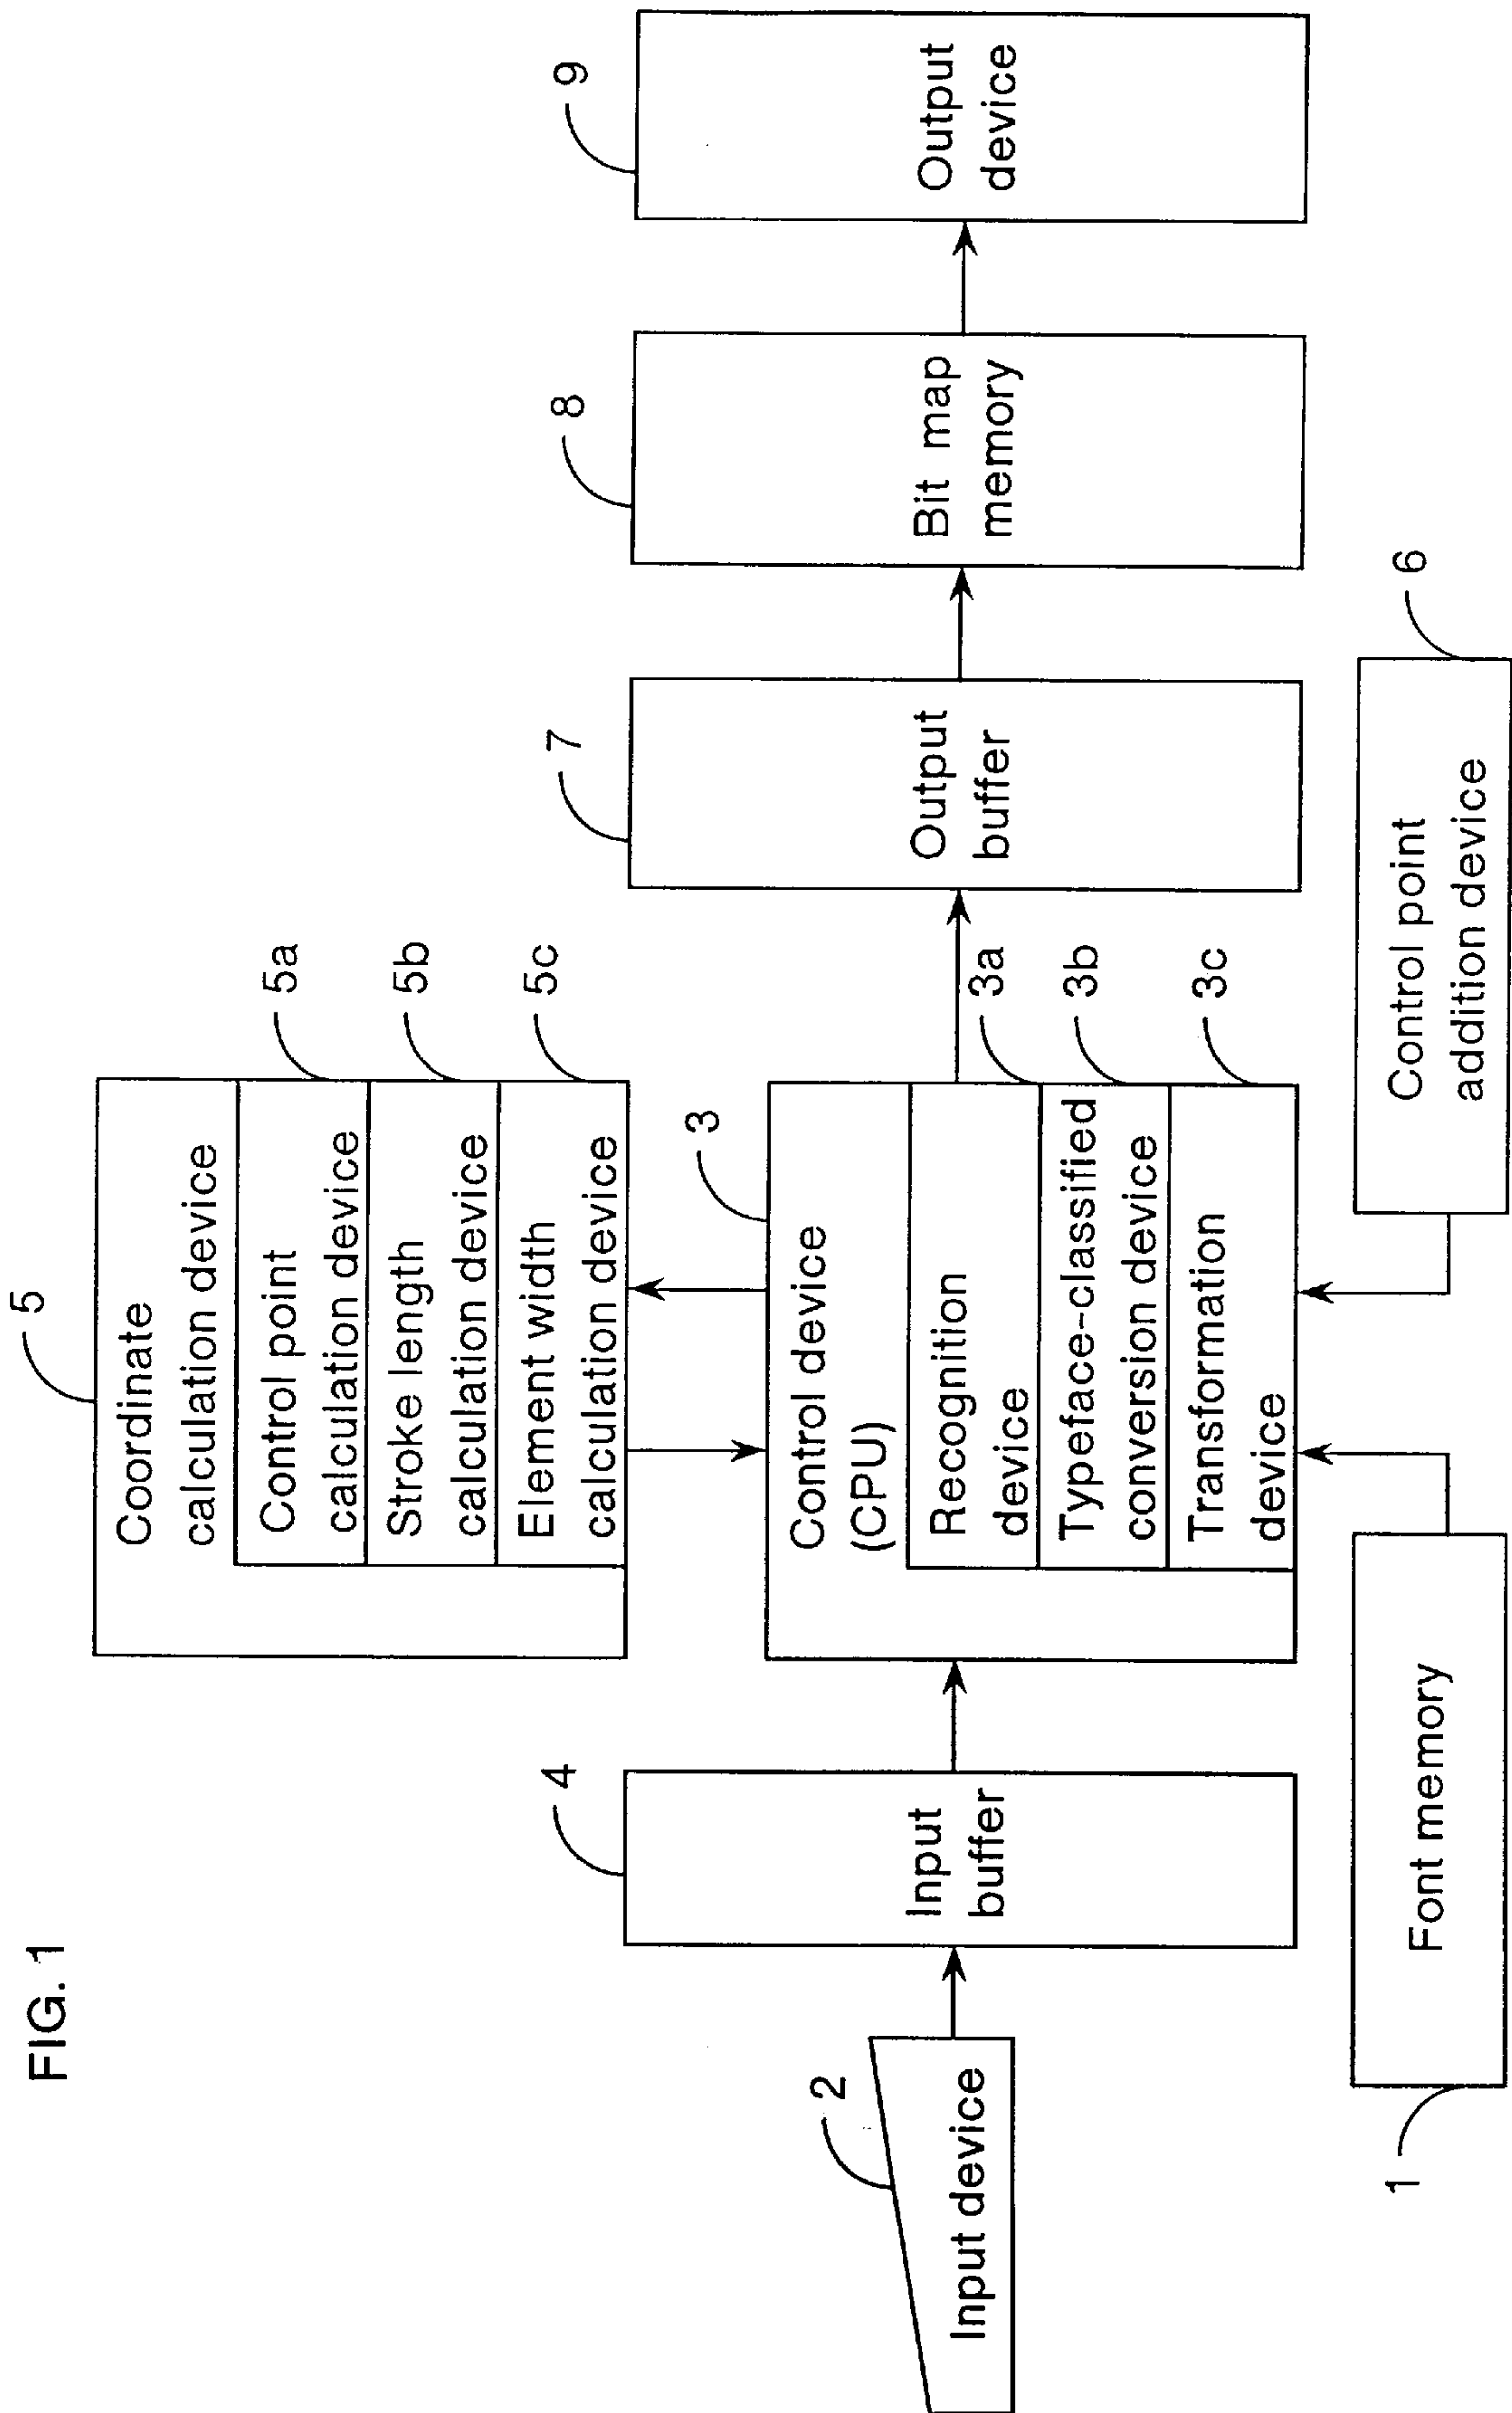 FIG. 1
5
Coordinate
calculation device
Control point
calculation device
5a
Stroke length
calculation device
5b
Element width
calculation device
5c
2
Input device
4
Input
buffer
3
Control device
(CPU)
Recognition
device
3a
Typeface-classified
conversion device
3b
Transformation
device
3c
7
Output
buffer
8
Bit map
memory
9
Output
device
1
Font memory
6
Control point
addition device